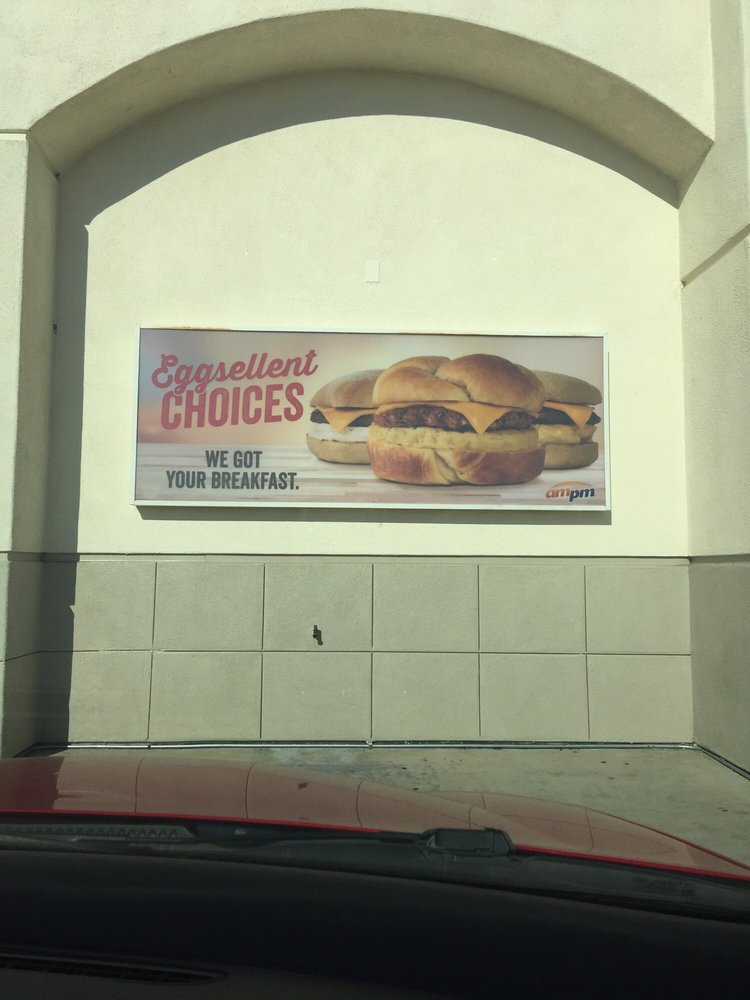 Eggsellent
CHOICES
WE GOT
YOUR BREAKFAST.
ampm